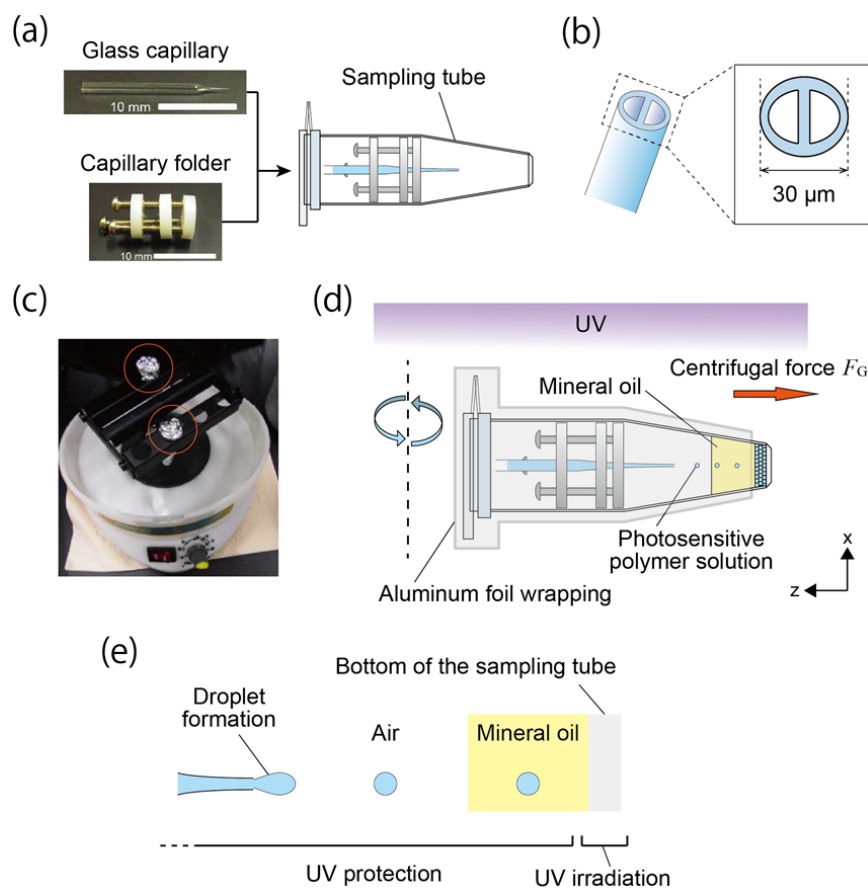 (a)
Glass capillary
10 mm
Capillary folder
10 mm
Sampling tube
(b)
30 μm
(c)
(d)
UV
Centrifugal force F_G
Mineral oil
Photosensitive
polymer solution
Aluminum foil wrapping
x
z
(e)
Bottom of the sampling tube
Droplet
formation
Air
Mineral oil
UV protection
UV irradiation